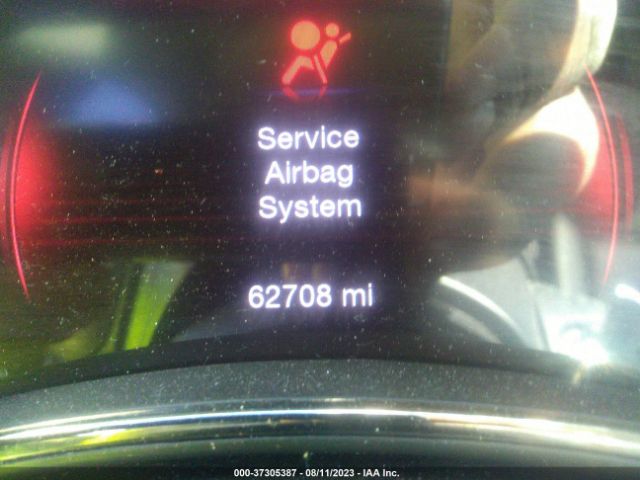 Service
Airbag
System
62708 mi
000-37305387 - 08/11/2023 - IAA Inc.